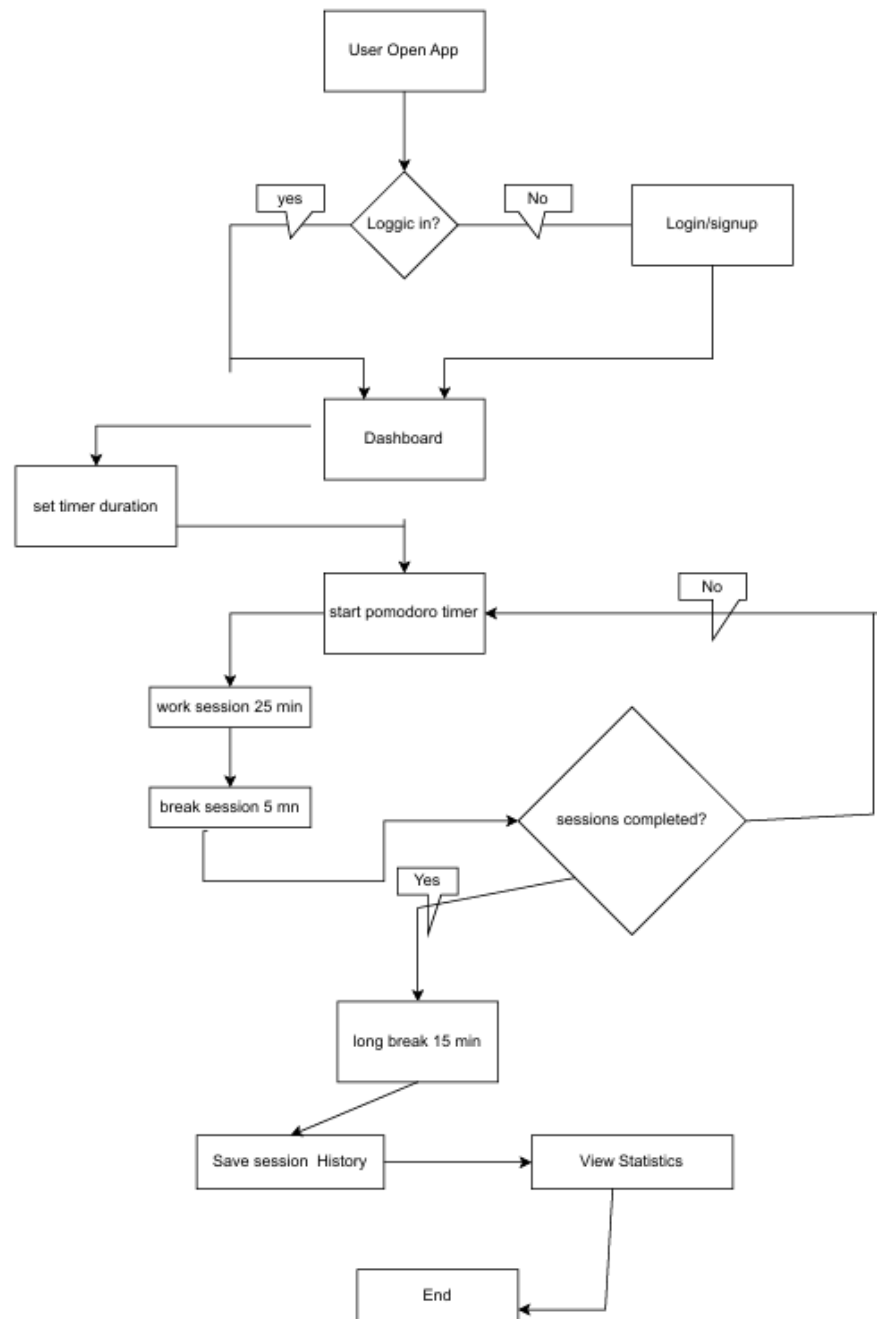 User Open App
yes
No
Loggic in?
Login/signup
Dashboard
set timer duration
No
start pomodoro timer
work session 25 min
break session 5 mn
sessions completed?
Yes
long break 15 min
Save session  History
View Statistics
End